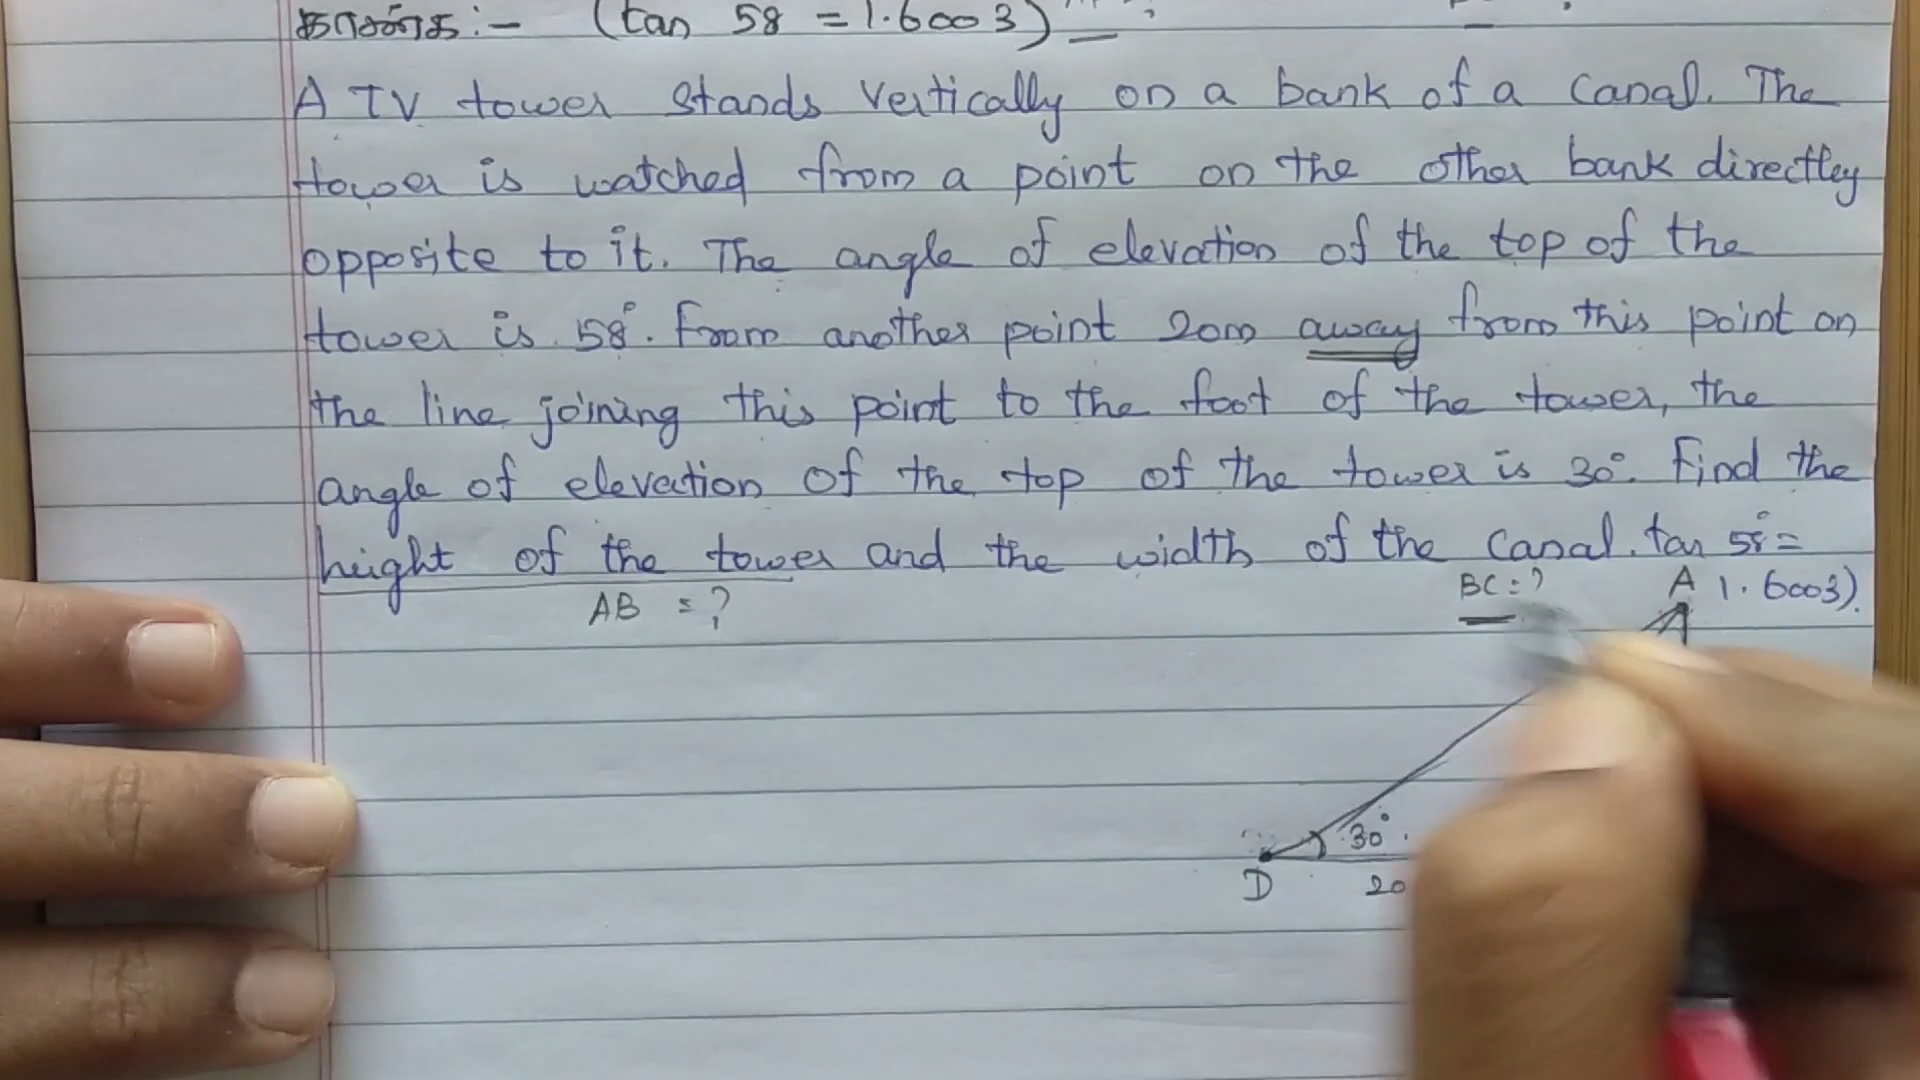 காண்க:- (tan 58 = 1.6003)
A TV tower stands vertically on a bank of a canal. The
tower is watched from a point on the other bank directley
opposite to it. The angle of elevation of the top of the
tower is 58°. From another point 20m away from this point on
the line joining this point to the foot of the tower, the
angle of elevation of the top of the tower is 30°. Find the
height of the tower and the width of the canal. tan 58°=
AB = ?
BC = ?
A
1.6003).
30°
D
20